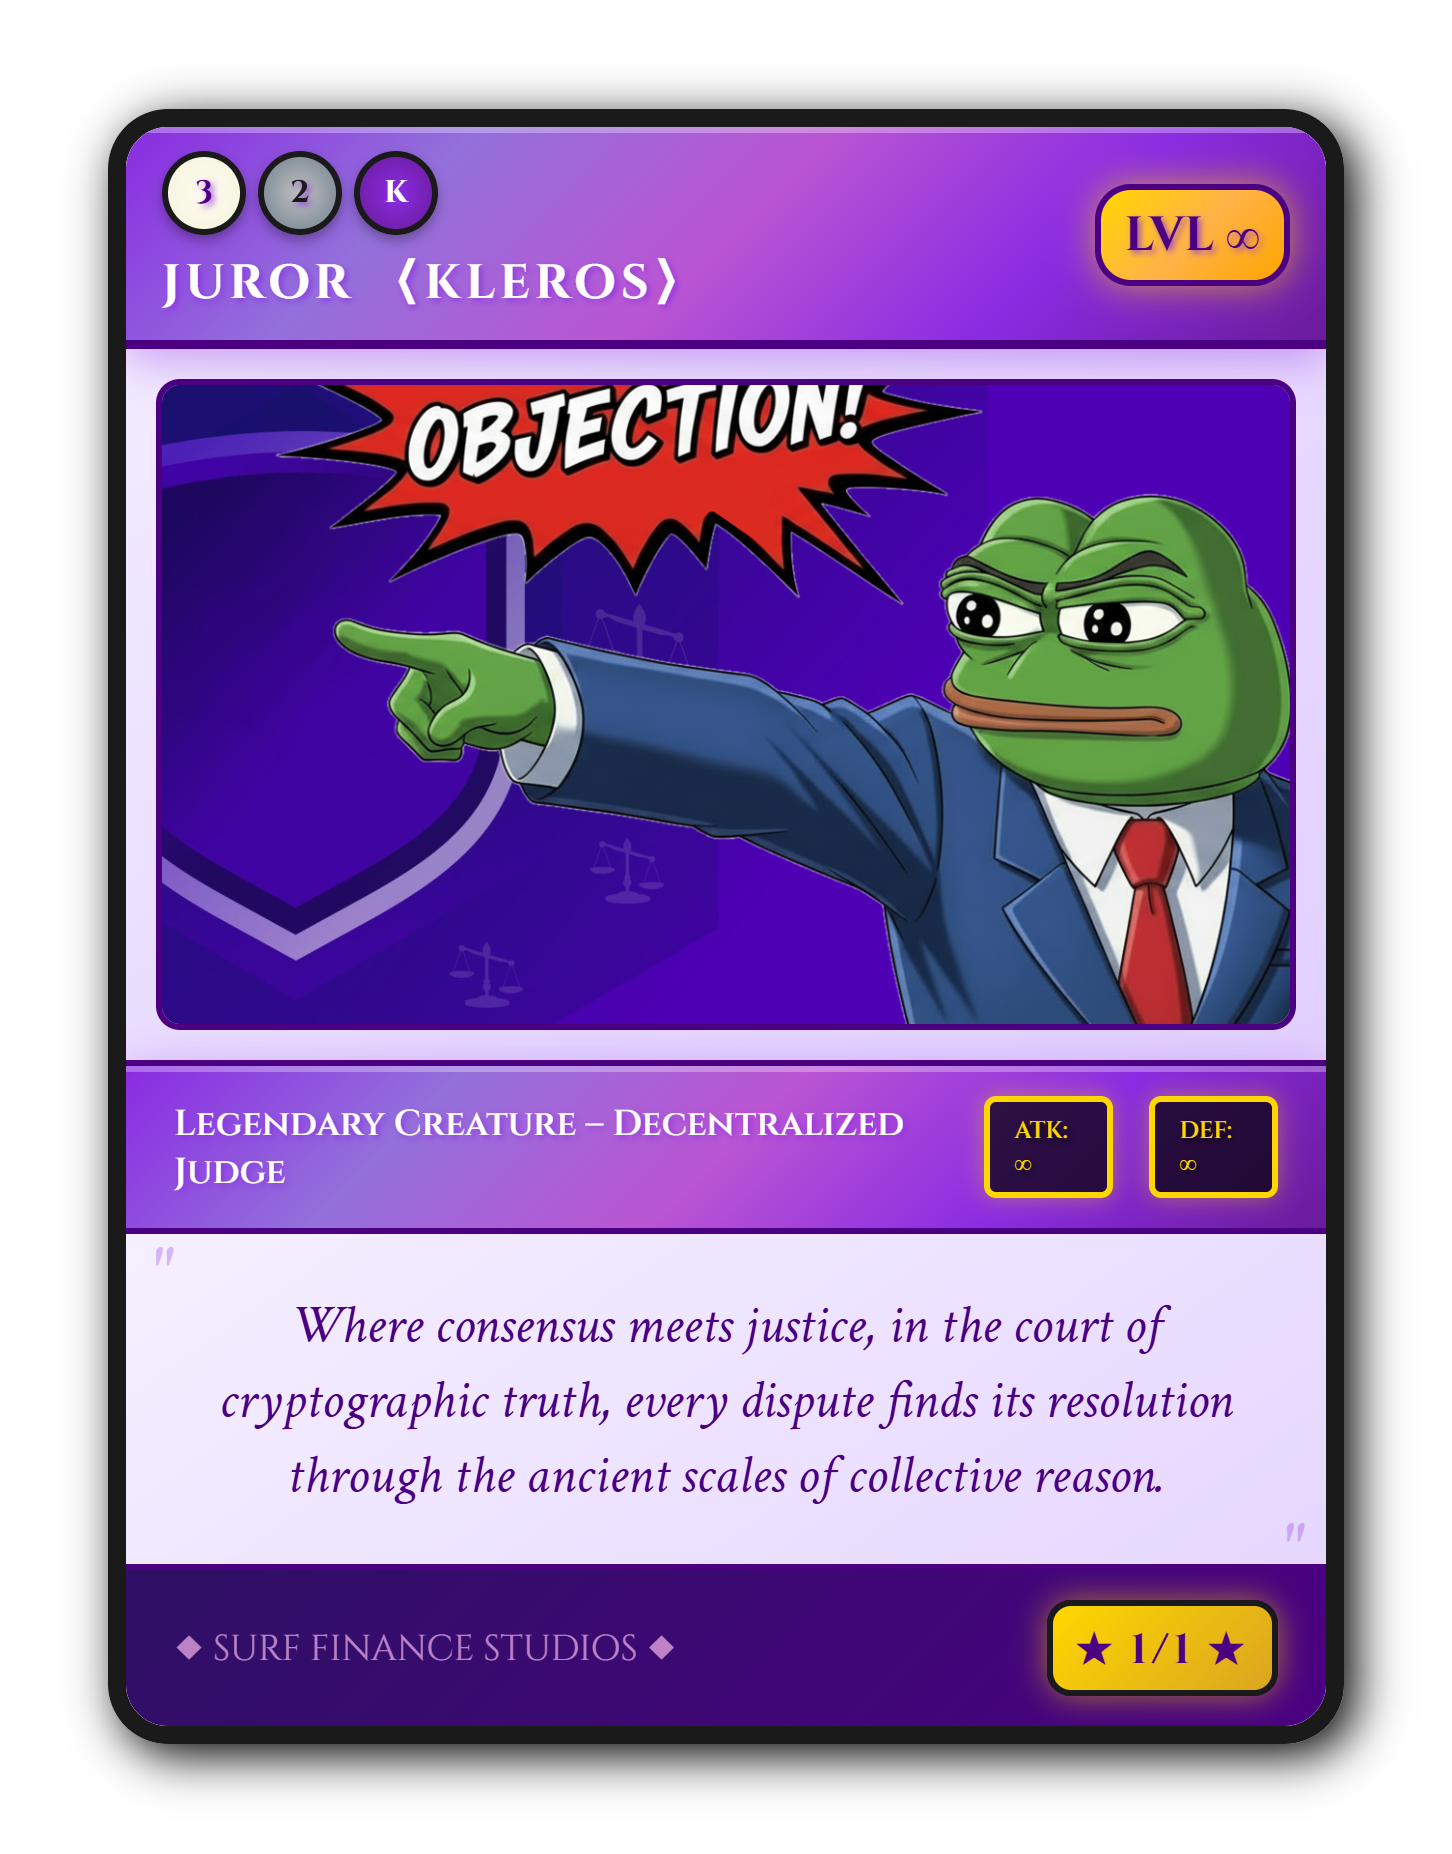 3 2 K
JUROR ⟨KLEROS⟩
LVL ∞
OBJECTION!
Legendary Creature – Decentralized
Judge
ATK:
∞
DEF:
∞
"
Where consensus meets justice, in the court of
cryptographic truth, every dispute finds its resolution
through the ancient scales of collective reason.
"
◆ SURF FINANCE STUDIOS ◆
★ 1/1 ★